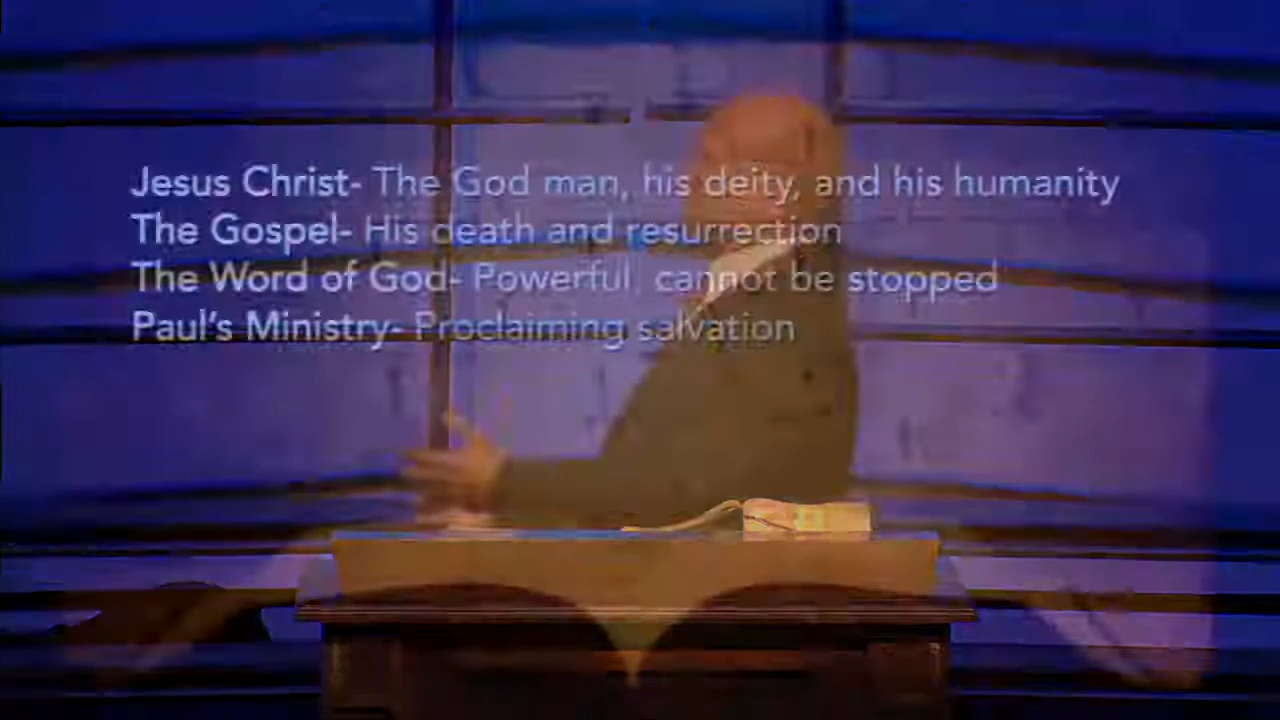 Jesus Christ- The God man, his deity, and his humanity
The Gospel- His death and resurrection
The Word of God- Powerful, cannot be stopped
Paul's Ministry- Proclaiming salvation